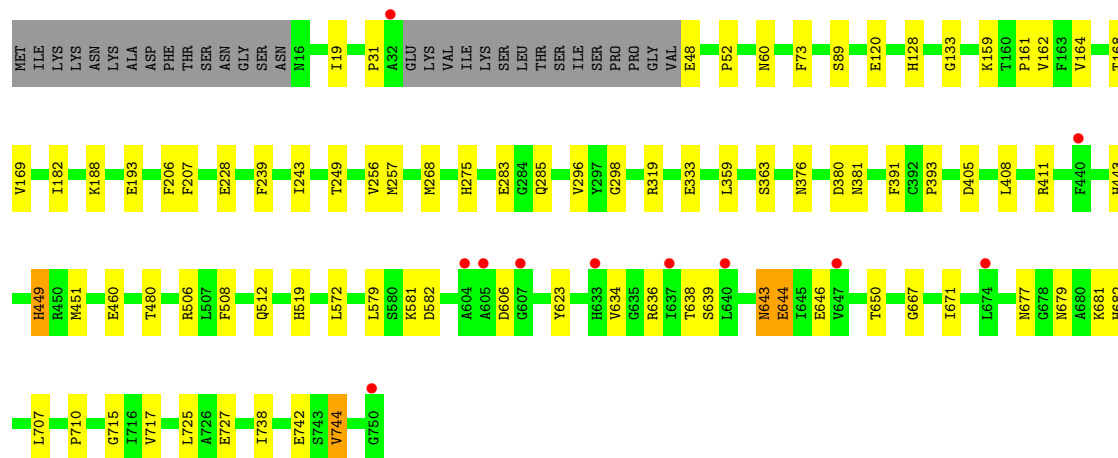 MET ILE LYS LYS ASN LYS ALA ASP PHE THR SER ASN GLY SER ASN N16 I19 P31 A32 GLU LYS VAL ILE LYS SER LEU THR SER ILE SER PRO PRO GLY VAL E48 P52 N60 F73 S89 E120 H128 G133 K159 T160 P161 V162 F163 V164 T168
V169 I182 K188 E193 F206 F207 E228 F239 I243 T249 V256 M257 M268 H275 E283 G284 Q285 V296 Y297 G298 R319 E333 L359 S363 N376 D380 N381 F391 C392 P393 D405 L408 R411 F440 H443
H449 R450 M451 E460 T480 R506 L507 F508 Q512 H519 L572 L579 S580 K581 D582 A604 A605 D606 G607 Y623 H633 V634 G635 R636 I637 T638 S639 L640 N643 E644 I645 E646 V647 T650 G667 I671 L674 N677 G678 N679 A680 K681 H682
L707 P710 G715 I716 V717 L725 A726 E727 I738 E742 S743 V744 G750